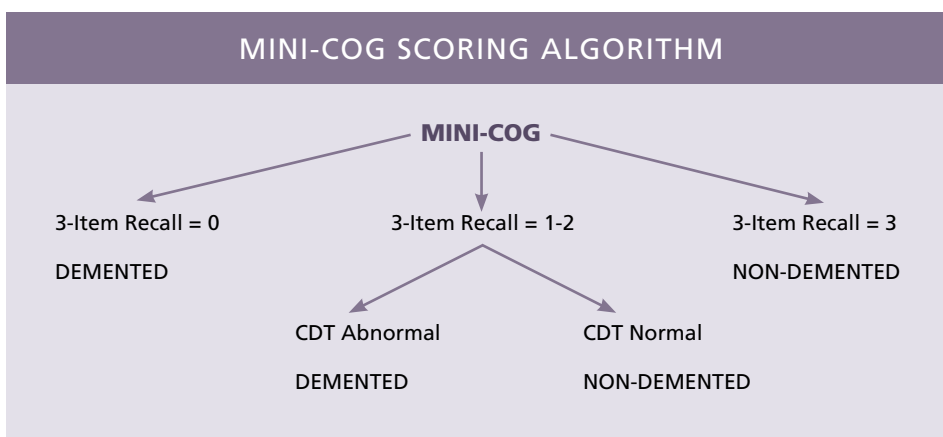 MINI-COG SCORING ALGORITHM
MINI-COG
3-Item Recall = 0
3-Item Recall = 1-2
3-Item Recall = 3
DEMENTED
NON-DEMENTED
CDT Abnormal
CDT Normal
DEMENTED
NON-DEMENTED